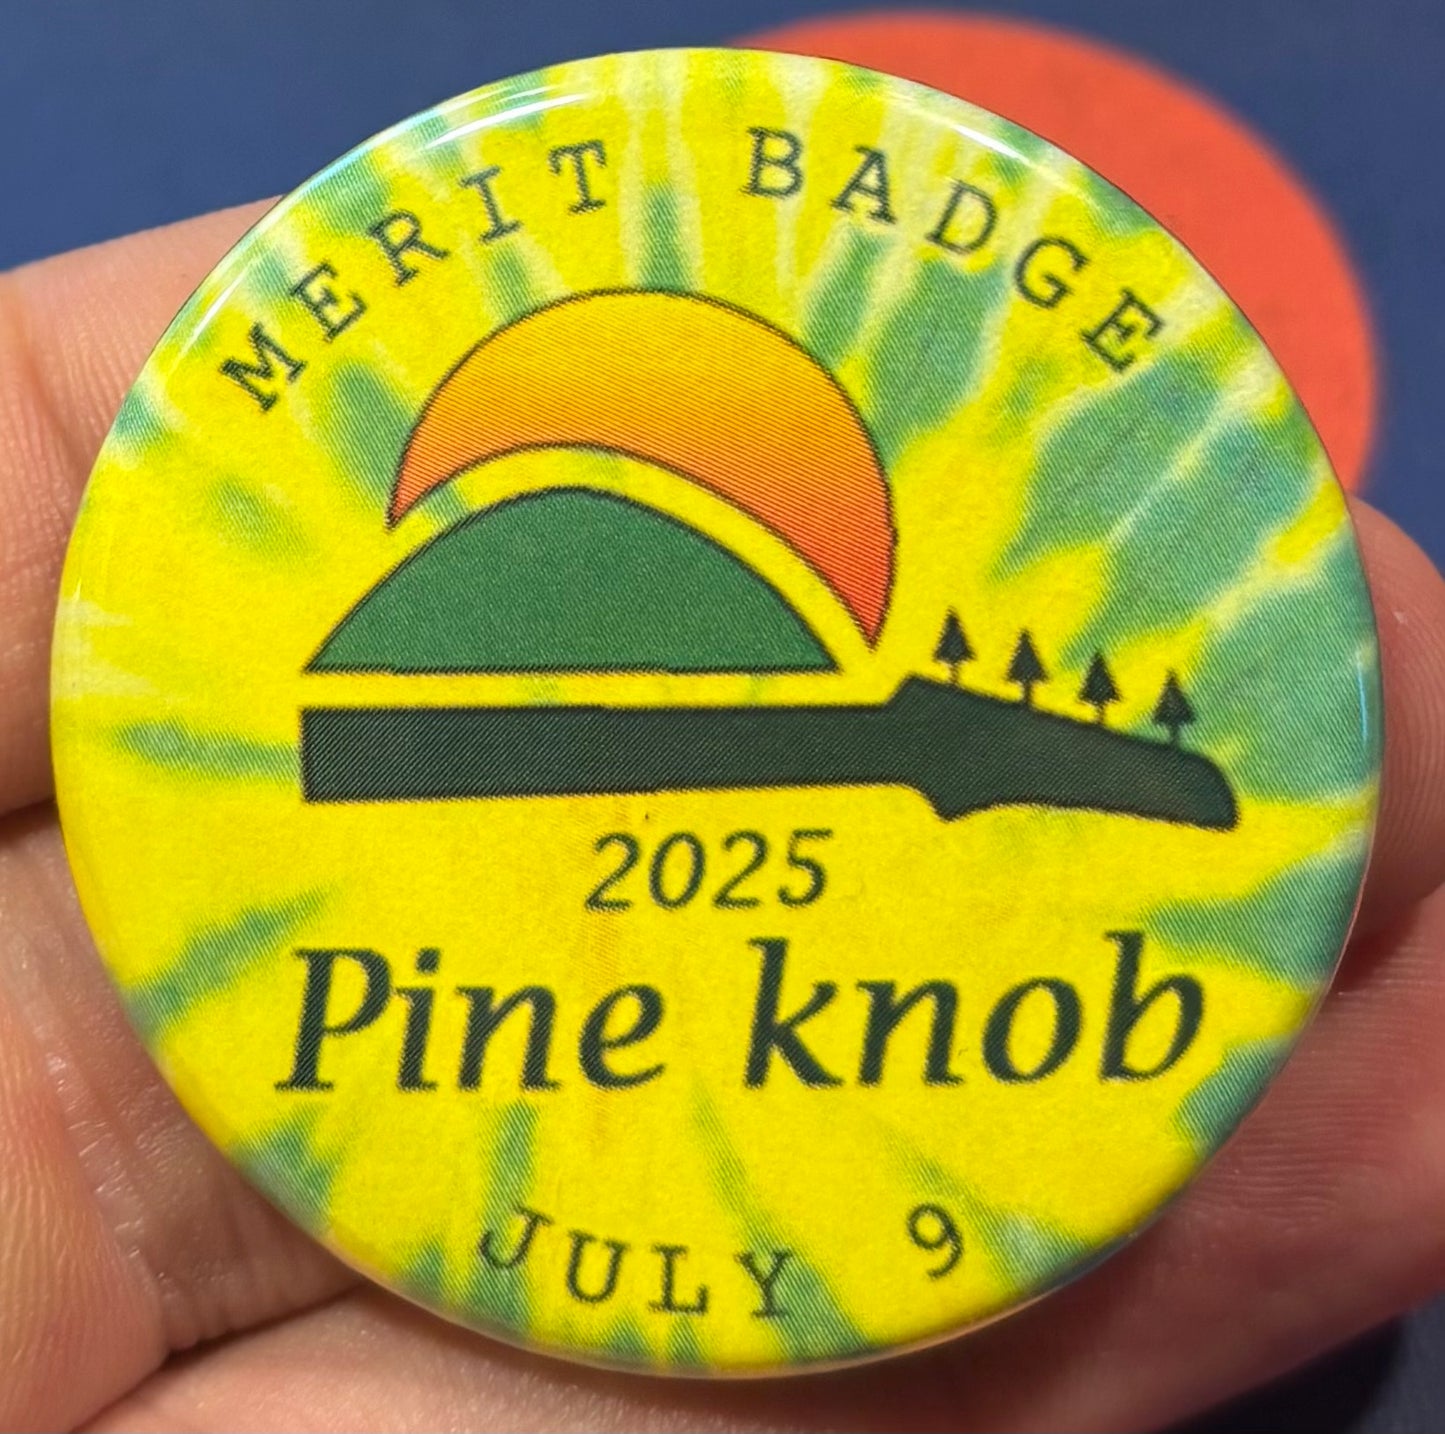 MERIT BADGE
2025
Pine knob
JULY 9